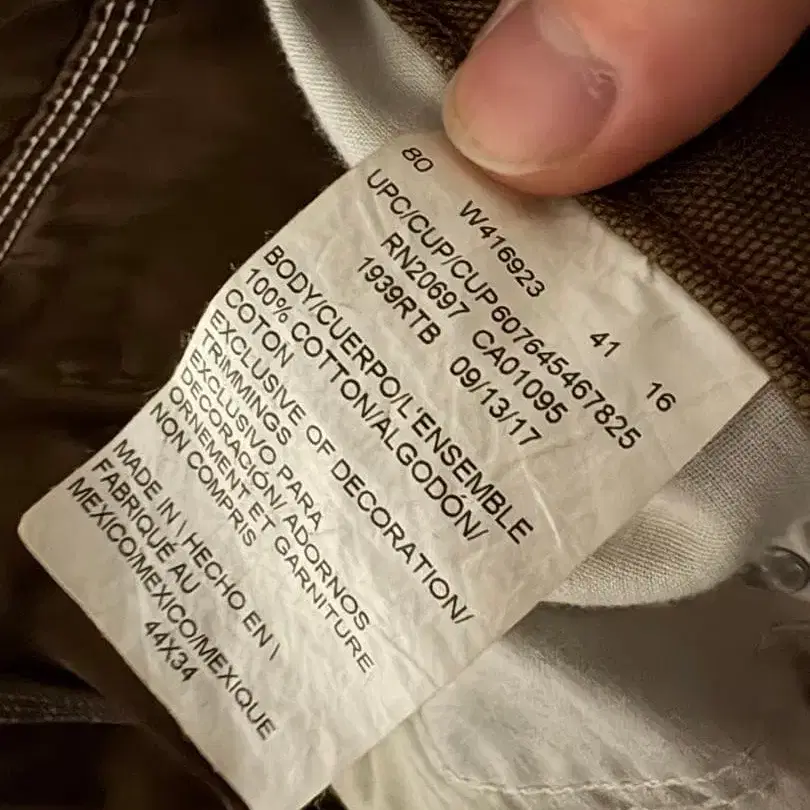 80 W416923 41 16
UPC/CUP/CUP 607645467825
RN20697 CA01095
1939RTB 09/13/17
BODY/CUERPO/L'ENSEMBLE
100% COTTON/ALGODÓN/
COTON
EXCLUSIVE OF DECORATION/
TRIMMINGS
EXCLUSIVO PARA
DECORACIÓN/ ADORNOS
ORNEMENT ET GARNITURE
NON COMPRIS
MADE IN \ HECHO EN \
FABRIQUÉ AU
MEXICO/MEXICO/MEXIQUE
44X34